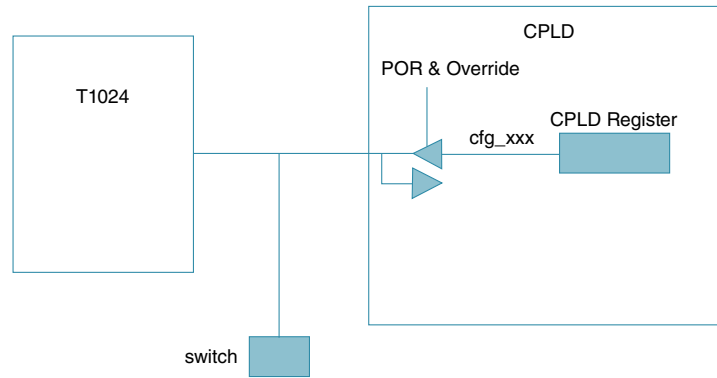 CPLD
POR & Override
T1024
CPLD Register
cfg_xxx
switch